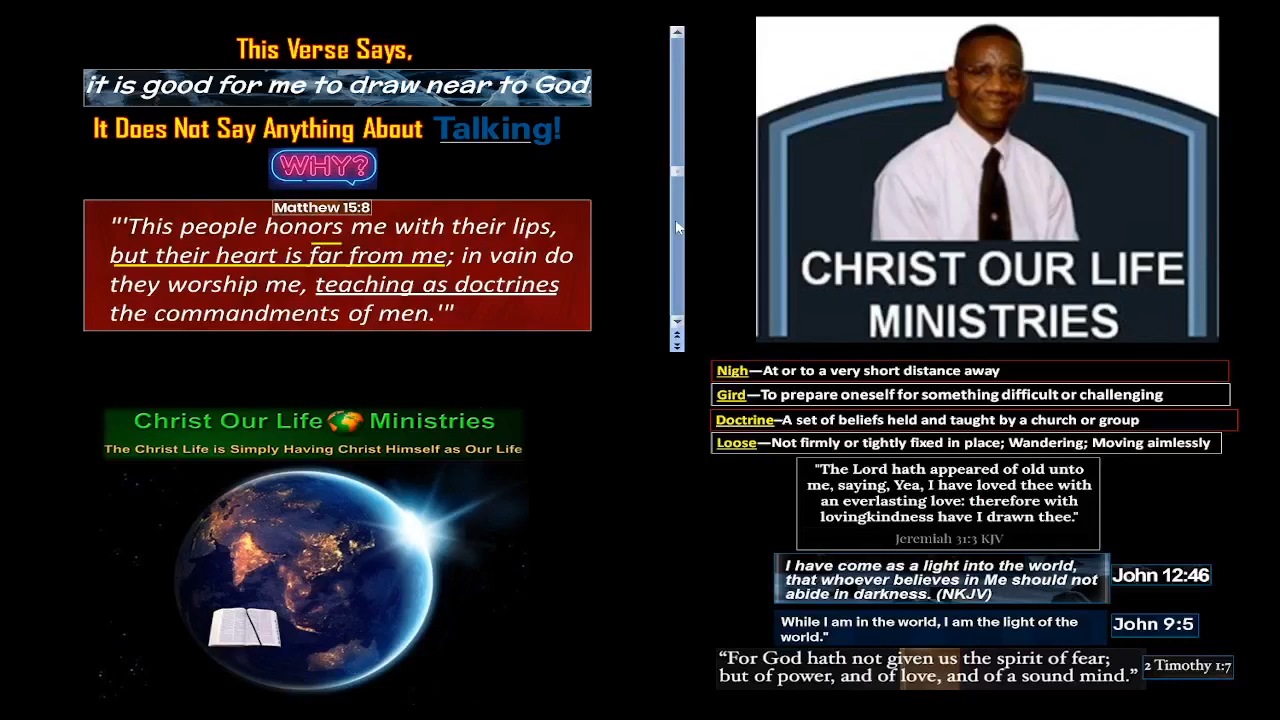 This Verse Says,
it is good for me to draw near to God.
It Does Not Say Anything About Talking!
WHY?
Matthew 15:8
"'This people honors me with their lips,
but their heart is far from me; in vain do
they worship me, teaching as doctrines
the commandments of men.'"
Christ Our Life Ministries
The Christ Life is Simply Having Christ Himself as Our Life
CHRIST OUR LIFE
MINISTRIES
Nigh—At or to a very short distance away
Gird—To prepare oneself for something difficult or challenging
Doctrine–A set of beliefs held and taught by a church or group
Loose—Not firmly or tightly fixed in place; Wandering; Moving aimlessly
"The Lord hath appeared of old unto
me, saying, Yea, I have loved thee with
an everlasting love: therefore with
lovingkindness have I drawn thee."
Jeremiah 31:3 KJV
I have come as a light into the world,
that whoever believes in Me should not
abide in darkness. (NKJV)
John 12:46
While I am in the world, I am the light of the
world."
John 9:5
“For God hath not given us the spirit of fear;
but of power, and of love, and of a sound mind.”
2 Timothy 1:7